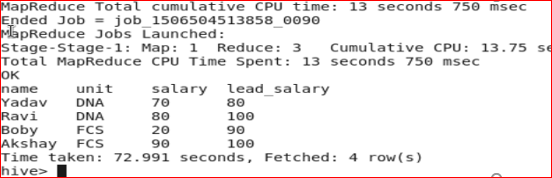 MapReduce Total cumulative CPU time: 13 seconds 750 msec
Ended Job = job_1506504513858_0090
MapReduce Jobs Launched:
Stage-Stage-1: Map: 1  Reduce: 3   Cumulative CPU: 13.75 se
Total MapReduce CPU Time Spent: 13 seconds 750 msec
OK
name    unit    salary  lead_salary
Yadav   DNA     70      80
Ravi    DNA     80      100
Boby    FCS     20      90
Akshay  FCS     90      100
Time taken: 72.991 seconds, Fetched: 4 row(s)
hive>